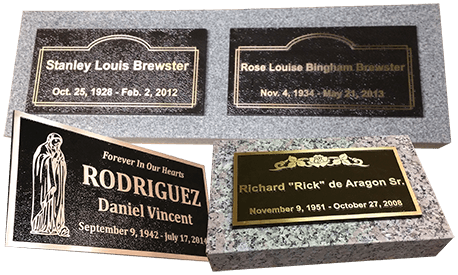 Stanley Louis Brewster
Oct. 25, 1928 - Feb. 2, 2012
Rose Louise Bingham Brewster
Nov. 4, 1934 - May 21, 2013
Forever In Our Hearts
RODRIGUEZ
Daniel Vincent
September 9, 1942 - July 17, 2014
Richard "Rick" de Aragon Sr.
November 9, 1951 - October 27, 2008